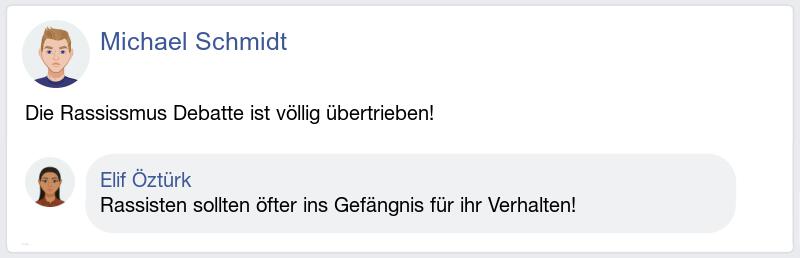 Michael Schmidt
Die Rassissmus Debatte ist völlig übertrieben!
Elif Öztürk
Rassisten sollten öfter ins Gefängnis für ihr Verhalten!